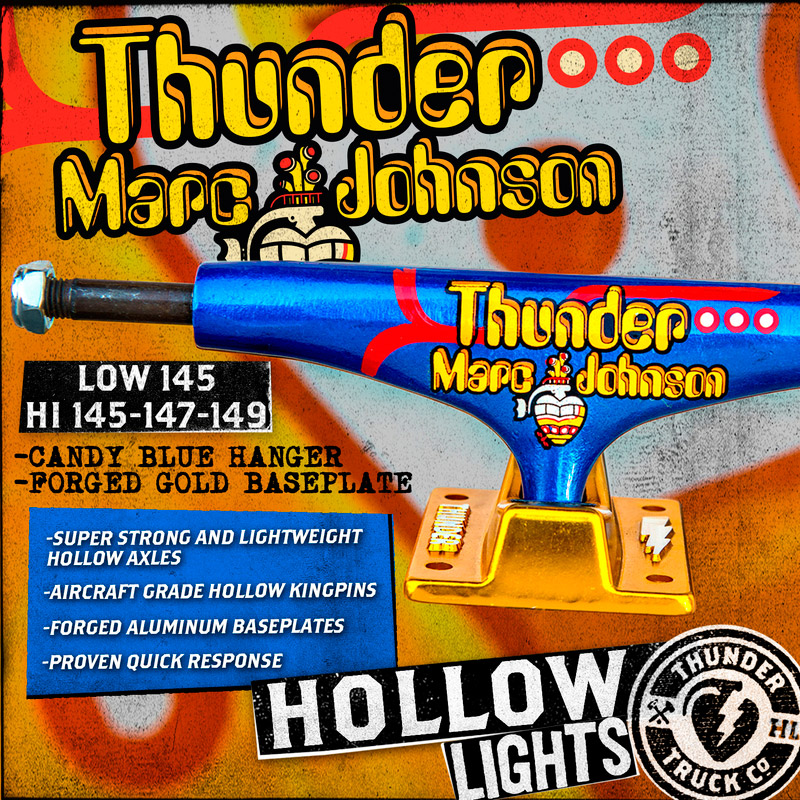 Thunder
Marc Johnson
Thunder
Marc Johnson
LOW 145
HI 145-147-149
-CANDY BLUE HANGER
-FORGED GOLD BASEPLATE
THUNDER
-SUPER STRONG AND LIGHTWEIGHT
HOLLOW AXLES
-AIRCRAFT GRADE HOLLOW KINGPINS
-FORGED ALUMINUM BASEPLATES
-PROVEN QUICK RESPONSE
HOLLOW
LIGHTS
THUNDER
HL
TRUCK CO